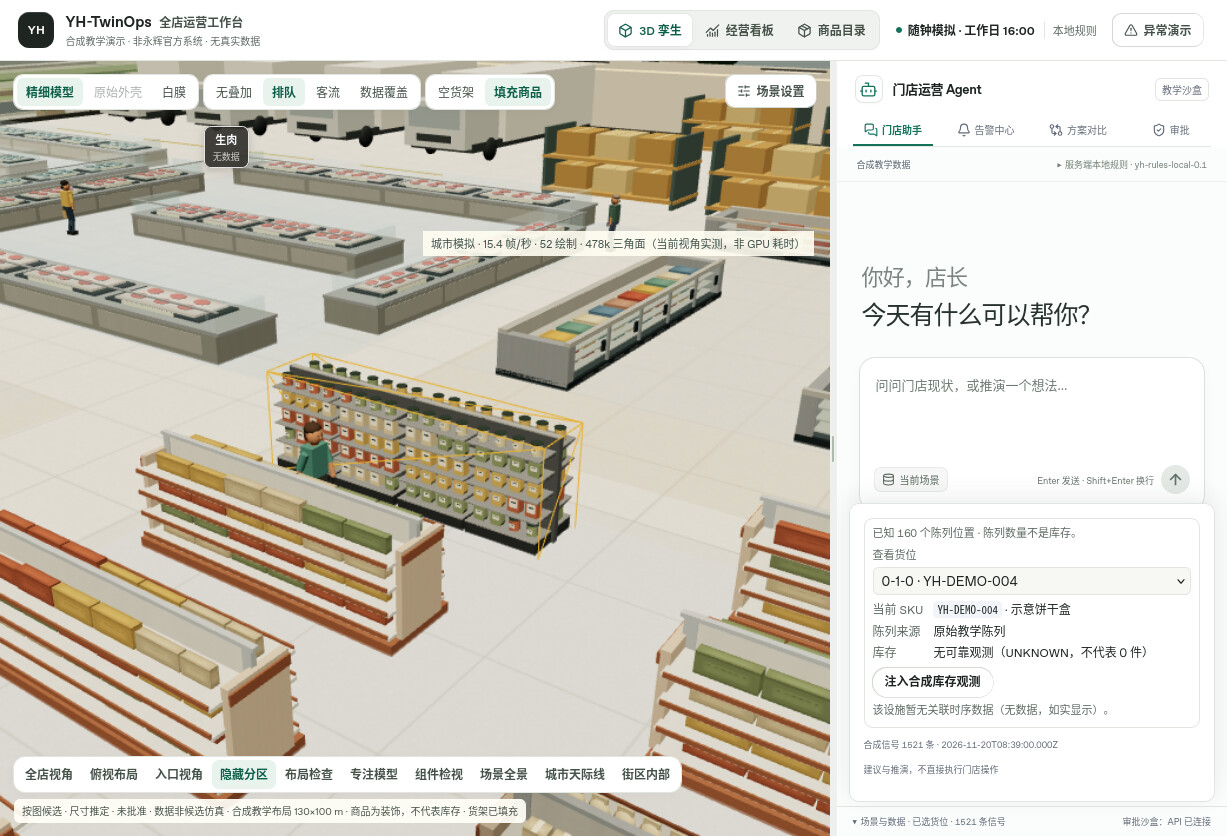 YH
YH-TwinOps 全店运营工作台
合成教学演示 · 非永辉官方系统 · 无真实数据
3D 孪生
经营看板
商品目录
随钟模拟 · 工作日 16:00
本地规则
异常演示
精细模型 原始外壳 白膜
无叠加 排队 客流 数据覆盖
空货架 填充商品
场景设置
生肉
无数据
城市模拟 · 15.4 帧/秒 · 52 绘制 · 478k 三角面（当前视角实测，非 GPU 耗时）
全店视角 俯视布局 入口视角 隐藏分区 布局检查 专注模型 组件检视 场景全景 城市天际线 街区内部
按图候选 · 尺寸推定 · 未批准 · 数据非候选仿真 · 合成教学布局 130×100 m · 商品为装饰，不代表库存 · 货架已填充
门店运营 Agent
教学沙盒
门店助手 告警中心 方案对比 审批
合成教学数据
▸ 服务端本地规则 · yh-rules-local-0.1
你好，店长
今天有什么可以帮你？
问问门店现状，或推演一个想法...
当前场景
Enter 发送 · Shift+Enter 换行
已知 160 个陈列位置 · 陈列数量不是库存。
查看货位
0-1-0 · YH-DEMO-004
当前 SKU YH-DEMO-004 · 示意饼干盒
陈列来源 原始教学陈列
库存 无可靠观测（UNKNOWN，不代表 0 件）
注入合成库存观测
该设施暂无关联时序数据（无数据，如实显示）。
合成信号 1521 条 · 2026-11-20T08:39:00.000Z
建议与推演，不直接执行门店操作
▾ 场景与数据 · 已选货位 · 1521 条信号
审批沙盒：API 已连接